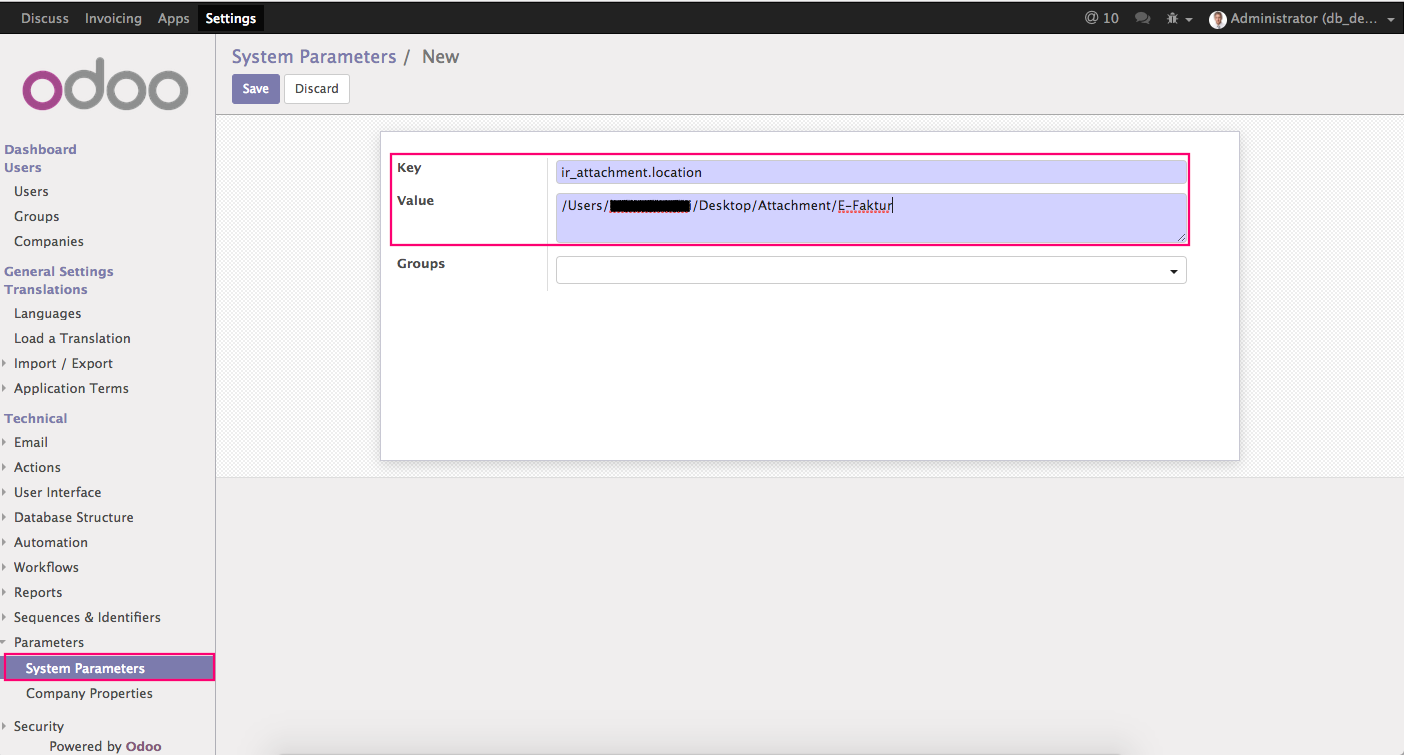 Discuss Invoicing Apps Settings @ 10 Administrator (db_de...
odoo
System Parameters / New
Save Discard
Dashboard
Users
Users
Groups
Companies
General Settings
Translations
Languages
Load a Translation
Import / Export
Application Terms
Technical
Email
Actions
User Interface
Database Structure
Automation
Workflows
Reports
Sequences & Identifiers
Parameters
System Parameters
Company Properties
Security
Powered by Odoo
Key ir_attachment.location
Value /Users/ /Desktop/Attachment/E-Faktur
Groups